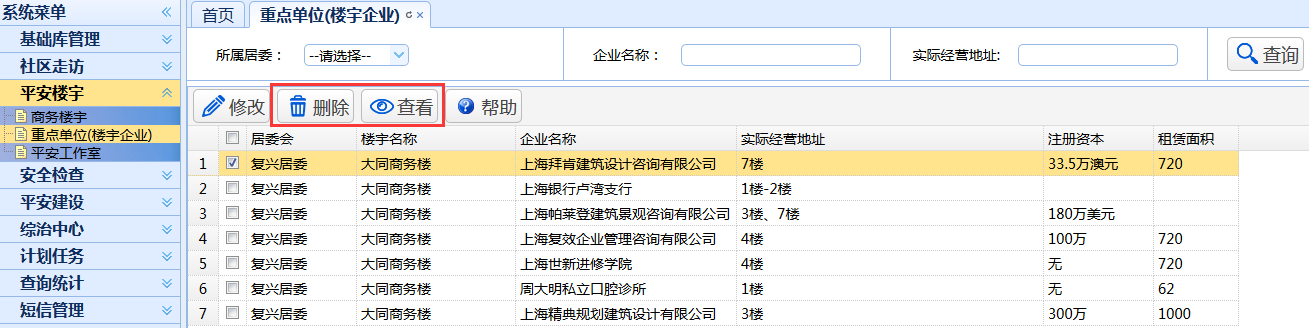 系统菜单
基础库管理
社区走访
平安楼宇
商务楼宇
重点单位(楼宇企业)
平安工作室
安全检查
平安建设
综治中心
计划任务
查询统计
短信管理
首页 重点单位(楼宇企业)
所属居委： --请选择-- 企业名称： 实际经营地址: 查询
修改 删除 查看 帮助
居委会 楼宇名称 企业名称 实际经营地址 注册资本 租赁面积
1 复兴居委 大同商务楼 上海拜肯建筑设计咨询有限公司 7楼 33.5万澳元 720
2 复兴居委 大同商务楼 上海银行卢湾支行 1楼-2楼
3 复兴居委 大同商务楼 上海帕莱登建筑景观咨询有限公司 3楼、7楼 180万美元
4 复兴居委 大同商务楼 上海复效企业管理咨询有限公司 4楼 100万 720
5 复兴居委 大同商务楼 上海世新进修学院 4楼 无 720
6 复兴居委 大同商务楼 周大明私立口腔诊所 1楼 无 62
7 复兴居委 大同商务楼 上海精典规划建筑设计有限公司 3楼 300万 1000